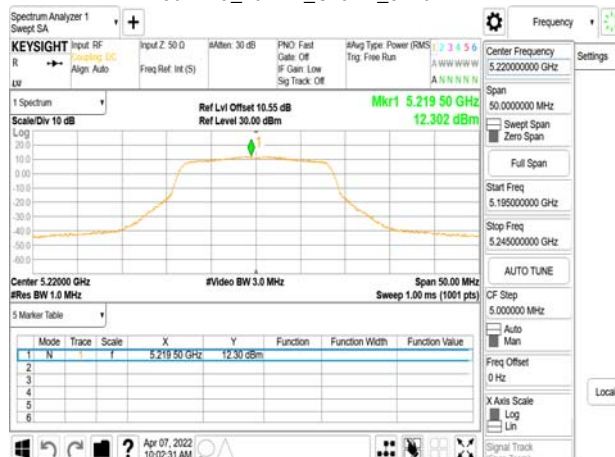 Spectrum Analyzer 1
Swept SA
+
Frequency
KEYSIGHT
Input: RF
Coupling: DC
Align: Auto
Input Z: 50 Ω
Freq Ref: Int (S)
#Atten: 30 dB
PNO: Fast
Gate: Off
IF Gain: Low
Sig Track: Off
#Avg Type: Power (RMS
Trig: Free Run
1 2 3 4 5 6
A W W W W W
A N N N N N
R
Settings
1 Spectrum
Scale/Div 10 dB
Ref Lvl Offset 10.55 dB
Ref Level 30.00 dBm
Mkr1 5.219 50 GHz
12.302 dBm
Log
20.0
10.0
0.00
-10.0
-20.0
-30.0
-40.0
-50.0
-60.0
1
Center 5.22000 GHz
#Res BW 1.0 MHz
#Video BW 3.0 MHz
Span 50.00 MHz
Sweep 1.00 ms (1001 pts)
5 Marker Table
Mode Trace Scale X Y Function Function Width Function Value
1 N 1 f 5.219 50 GHz 12.30 dBm
2
3
4
5
6
?
Apr 07, 2022
10:02:31 AM
Center Frequency
5.220000000 GHz
Span
50.0000000 MHz
Swept Span
Zero Span
Full Span
Start Freq
5.195000000 GHz
Stop Freq
5.245000000 GHz
AUTO TUNE
CF Step
5.000000 MHz
Auto
Man
Freq Offset
0 Hz
X Axis Scale
Log
Lin
Local
Signal Track